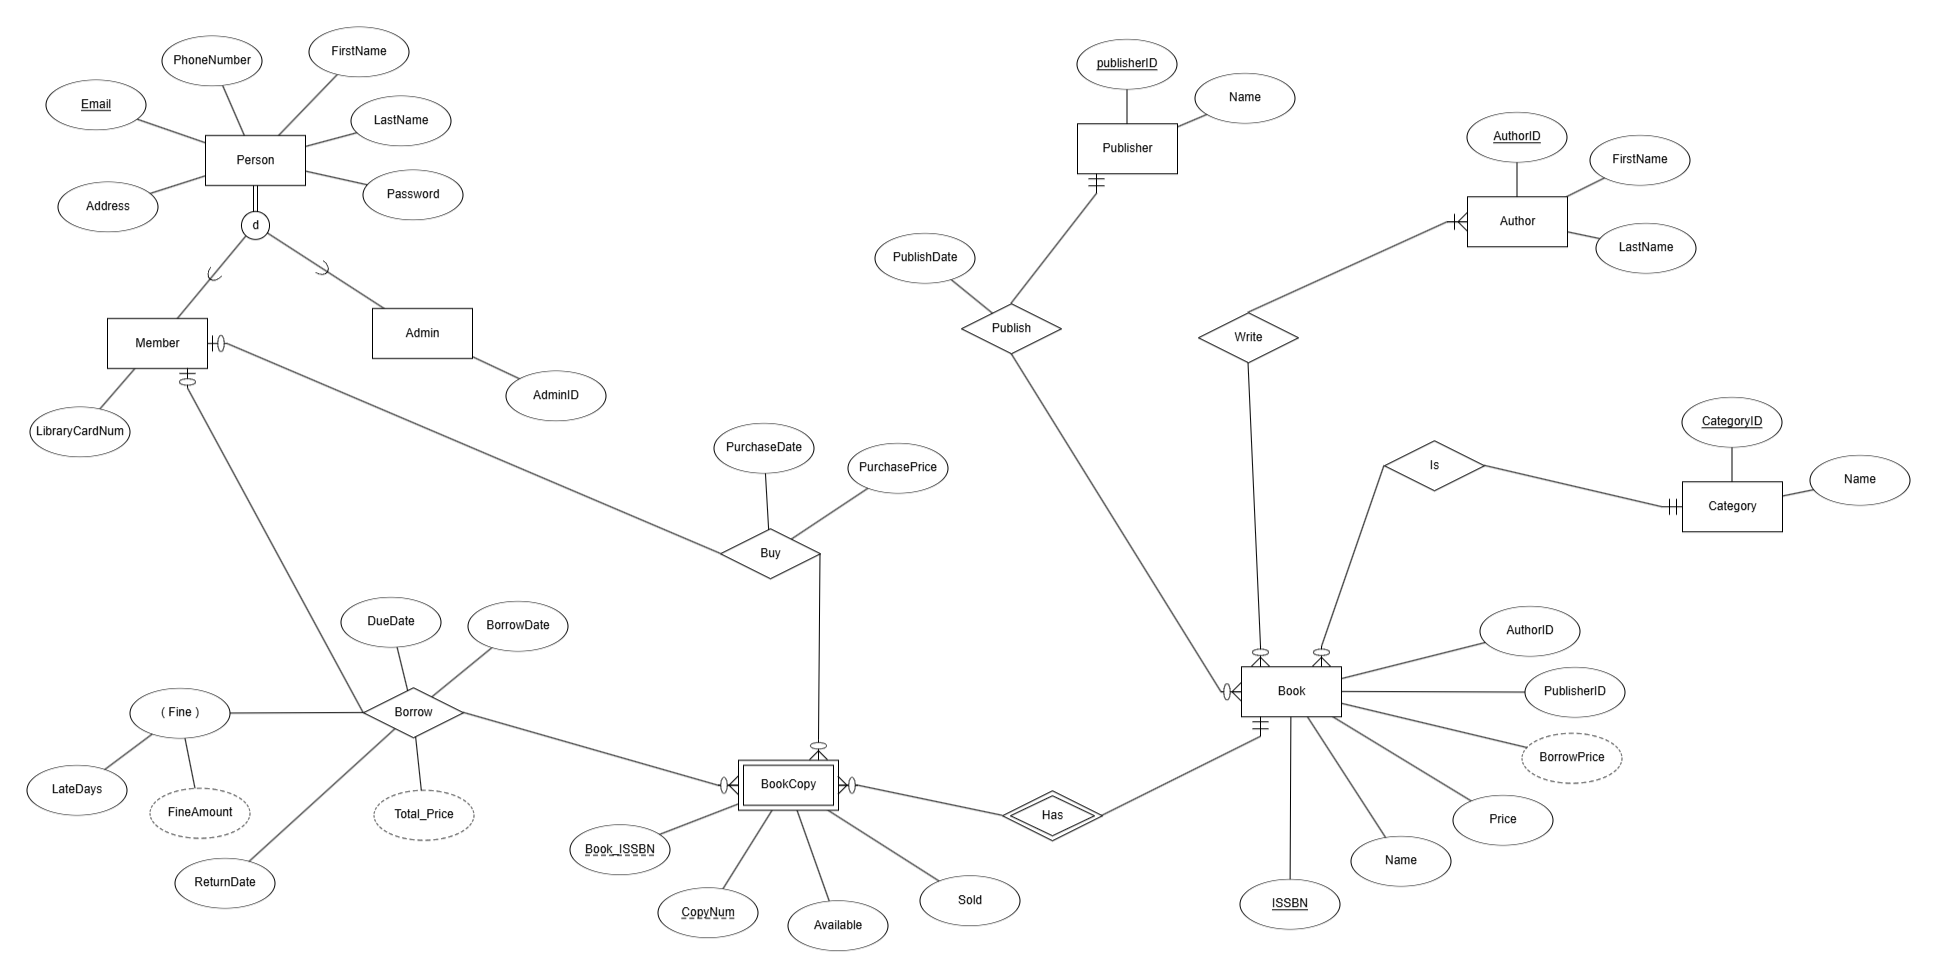 FirstName
PhoneNumber
publisherID
Email
Name
LastName
AuthorID
Publisher
Person
FirstName
Password
Address
Author
d
LastName
PublishDate
Publish
Admin
Write
Member
AdminID
CategoryID
LibraryCardNum
PurchaseDate
Is
PurchasePrice
Name
Category
Buy
DueDate
BorrowDate
AuthorID
Book
PublisherID
( Fine )
Borrow
BorrowPrice
BookCopy
LateDays
FineAmount
Total_Price
Has
Price
Book_ISSBN
Name
ReturnDate
Sold
ISSBN
CopyNum
Available